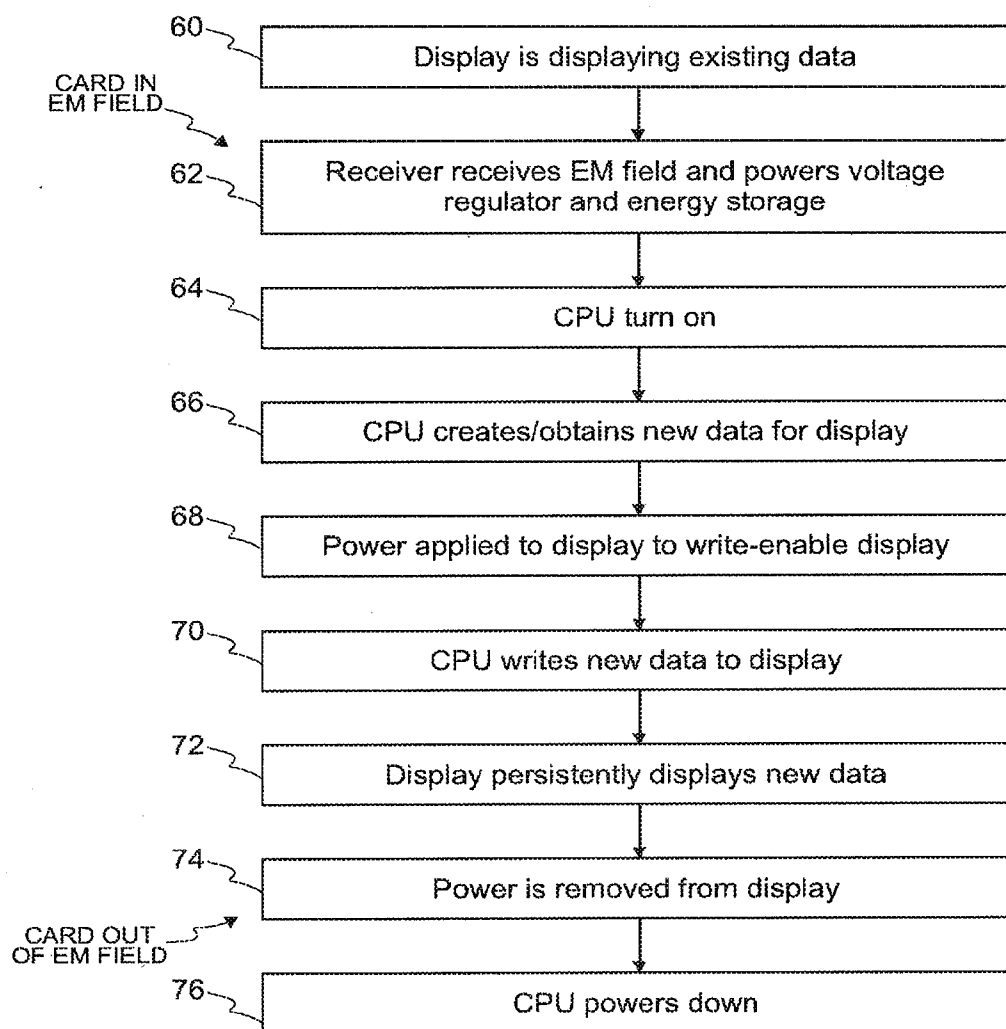 60
Display is displaying existing data
CARD IN
EM FIELD
62
Receiver receives EM field and powers voltage
regulator and energy storage
64
CPU turn on
66
CPU creates/obtains new data for display
68
Power applied to display to write-enable display
70
CPU writes new data to display
72
Display persistently displays new data
74
Power is removed from display
CARD OUT
OF EM FIELD
76
CPU powers down